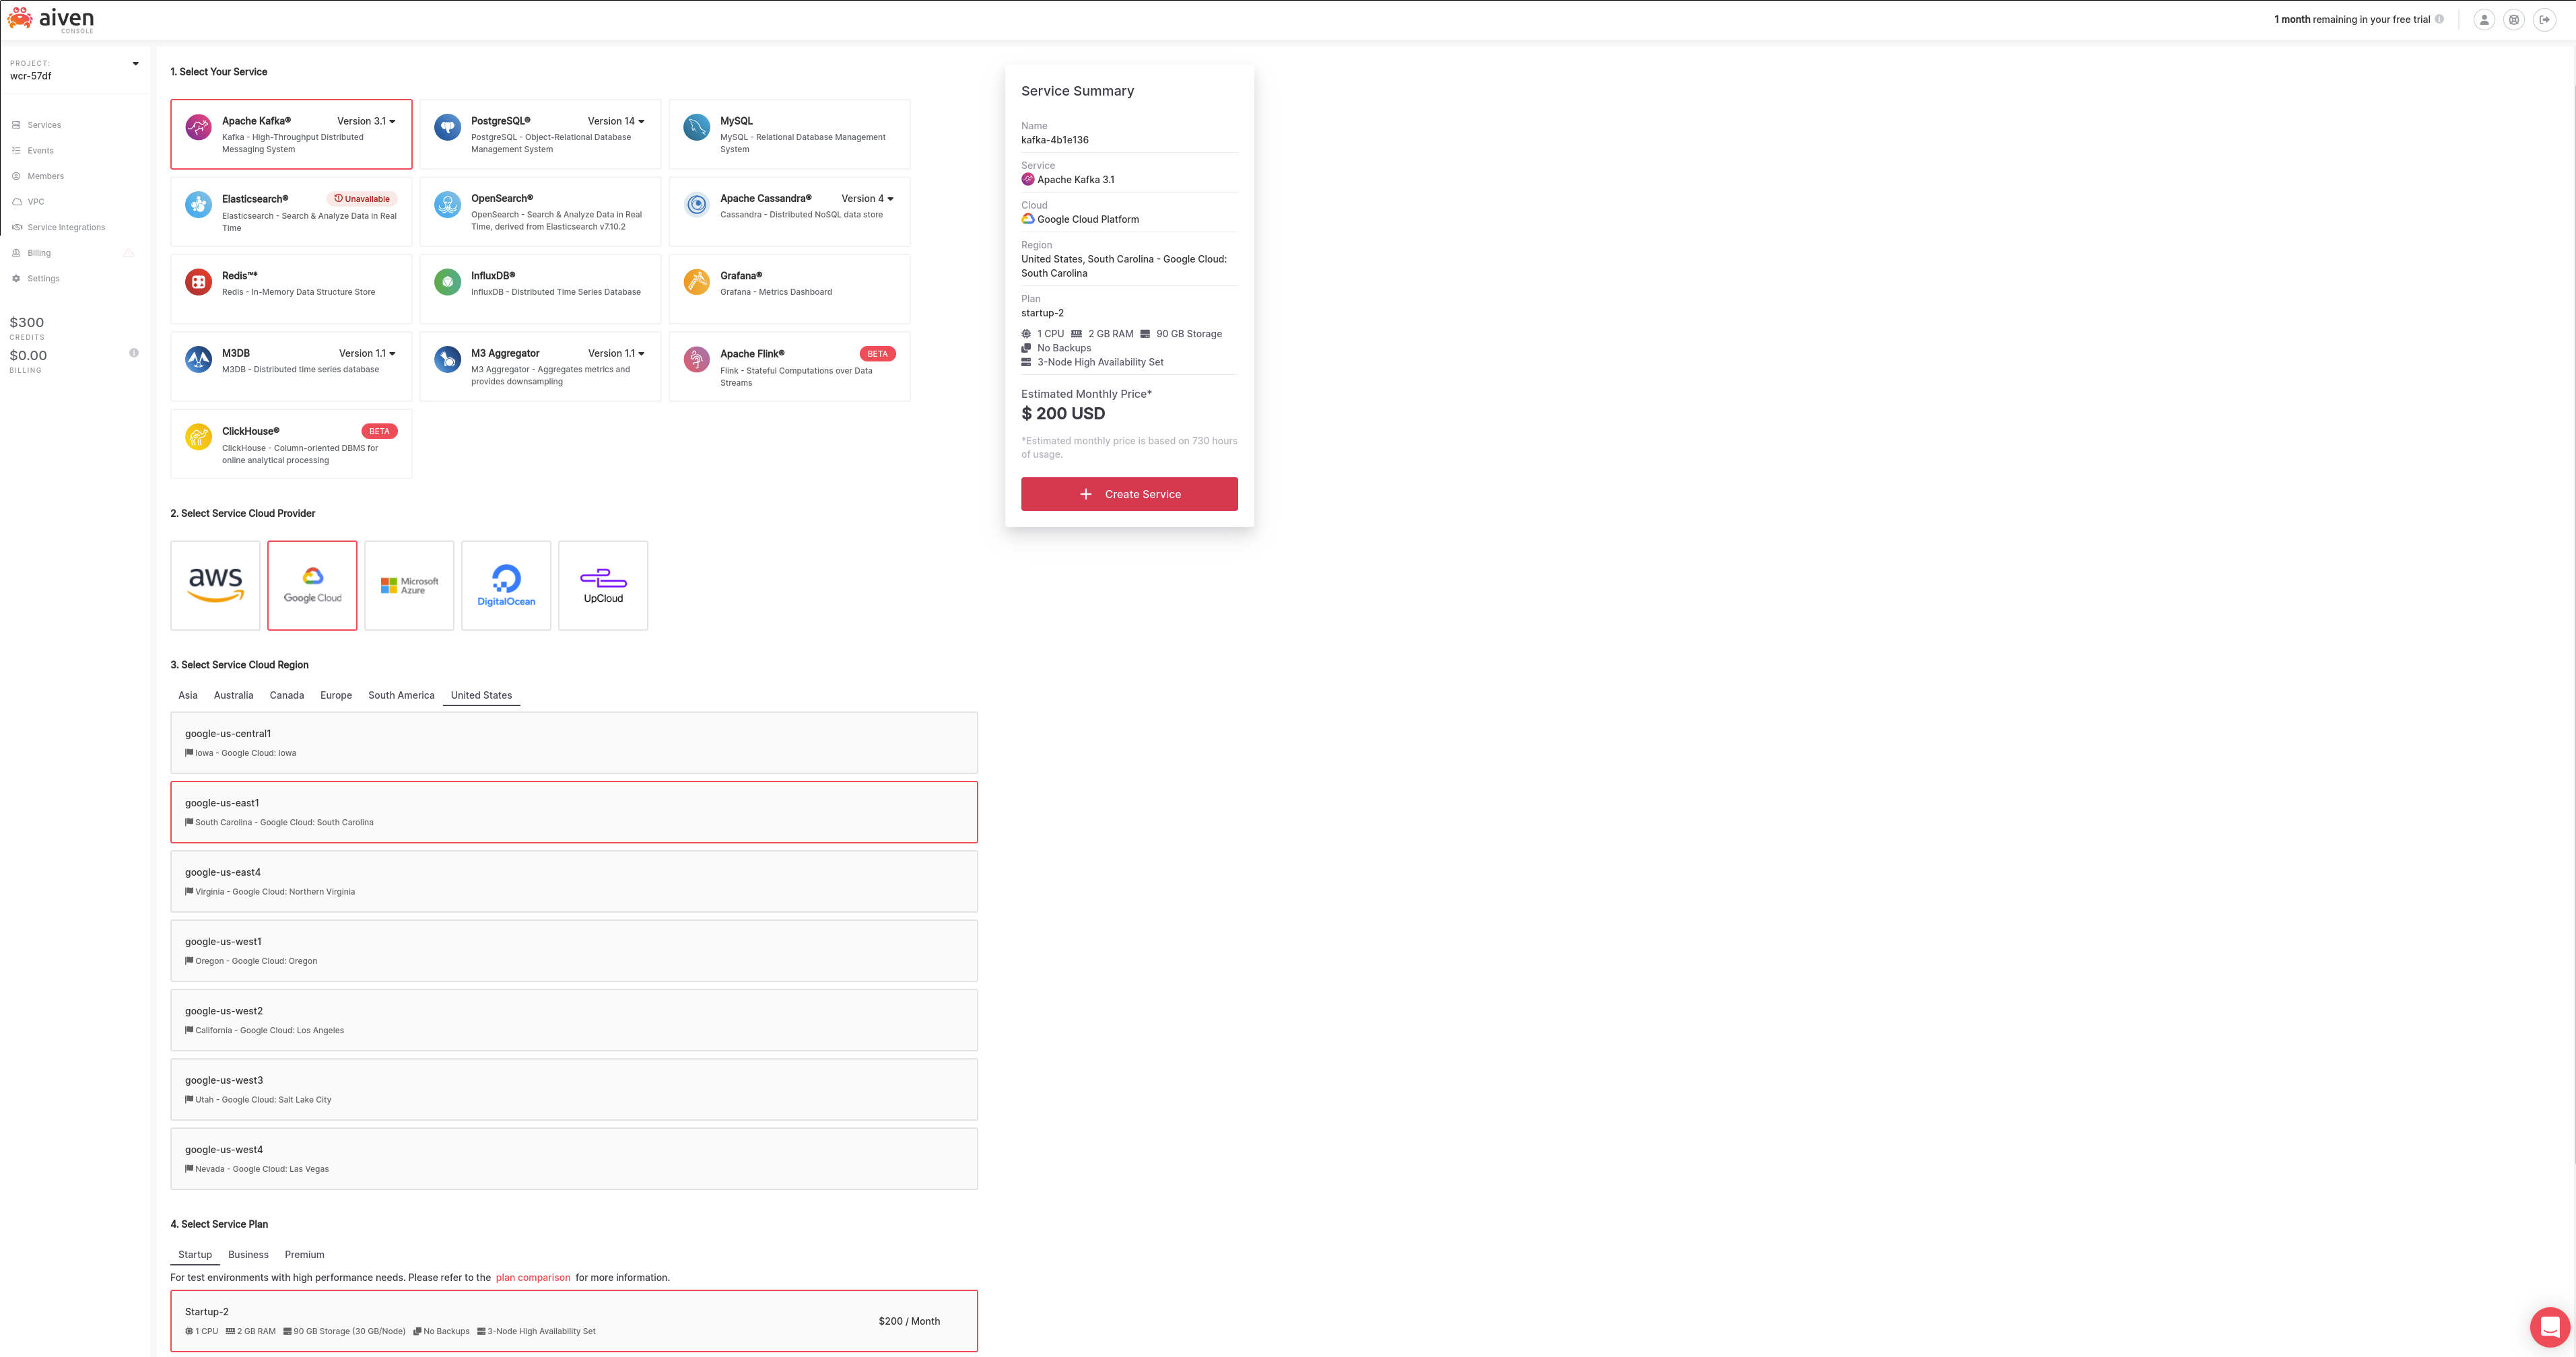 aiven
CONSOLE
1 month remaining in your free trial
PROJECT:
wcr-57df
Services
Events
Members
VPC
Service Integrations
Billing
Settings
$300
CREDITS
$0.00
BILLING
1. Select Your Service
Apache Kafka® Version 3.1
Kafka - High-Throughput Distributed
Messaging System
PostgreSQL® Version 14
PostgreSQL - Object-Relational Database
Management System
MySQL
MySQL - Relational Database Management
System
Elasticsearch® Unavailable
Elasticsearch - Search & Analyze Data in Real
Time
OpenSearch®
OpenSearch - Search & Analyze Data in Real
Time, derived from Elasticsearch v7.10.2
Apache Cassandra® Version 4
Cassandra - Distributed NoSQL data store
Redis™*
Redis - In-Memory Data Structure Store
InfluxDB®
InfluxDB - Distributed Time Series Database
Grafana®
Grafana - Metrics Dashboard
M3DB Version 1.1
M3DB - Distributed time series database
M3 Aggregator Version 1.1
M3 Aggregator - Aggregates metrics and
provides downsampling
Apache Flink® BETA
Flink - Stateful Computations over Data
Streams
ClickHouse® BETA
ClickHouse - Column-oriented DBMS for
online analytical processing
2. Select Service Cloud Provider
aws
Google Cloud
Microsoft
Azure
DigitalOcean
UpCloud
3. Select Service Cloud Region
Asia Australia Canada Europe South America United States
google-us-central1
Iowa - Google Cloud: Iowa
google-us-east1
South Carolina - Google Cloud: South Carolina
google-us-east4
Virginia - Google Cloud: Northern Virginia
google-us-west1
Oregon - Google Cloud: Oregon
google-us-west2
California - Google Cloud: Los Angeles
google-us-west3
Utah - Google Cloud: Salt Lake City
google-us-west4
Nevada - Google Cloud: Las Vegas
4. Select Service Plan
Startup Business Premium
For test environments with high performance needs. Please refer to the plan comparison for more information.
Startup-2
1 CPU 2 GB RAM 90 GB Storage (30 GB/Node) No Backups 3-Node High Availability Set
$200 / Month
Service Summary
Name
kafka-4b1e136
Service
Apache Kafka 3.1
Cloud
Google Cloud Platform
Region
United States, South Carolina - Google Cloud:
South Carolina
Plan
startup-2
1 CPU 2 GB RAM 90 GB Storage
No Backups
3-Node High Availability Set
Estimated Monthly Price*
$ 200 USD
*Estimated monthly price is based on 730 hours
of usage.
+ Create Service